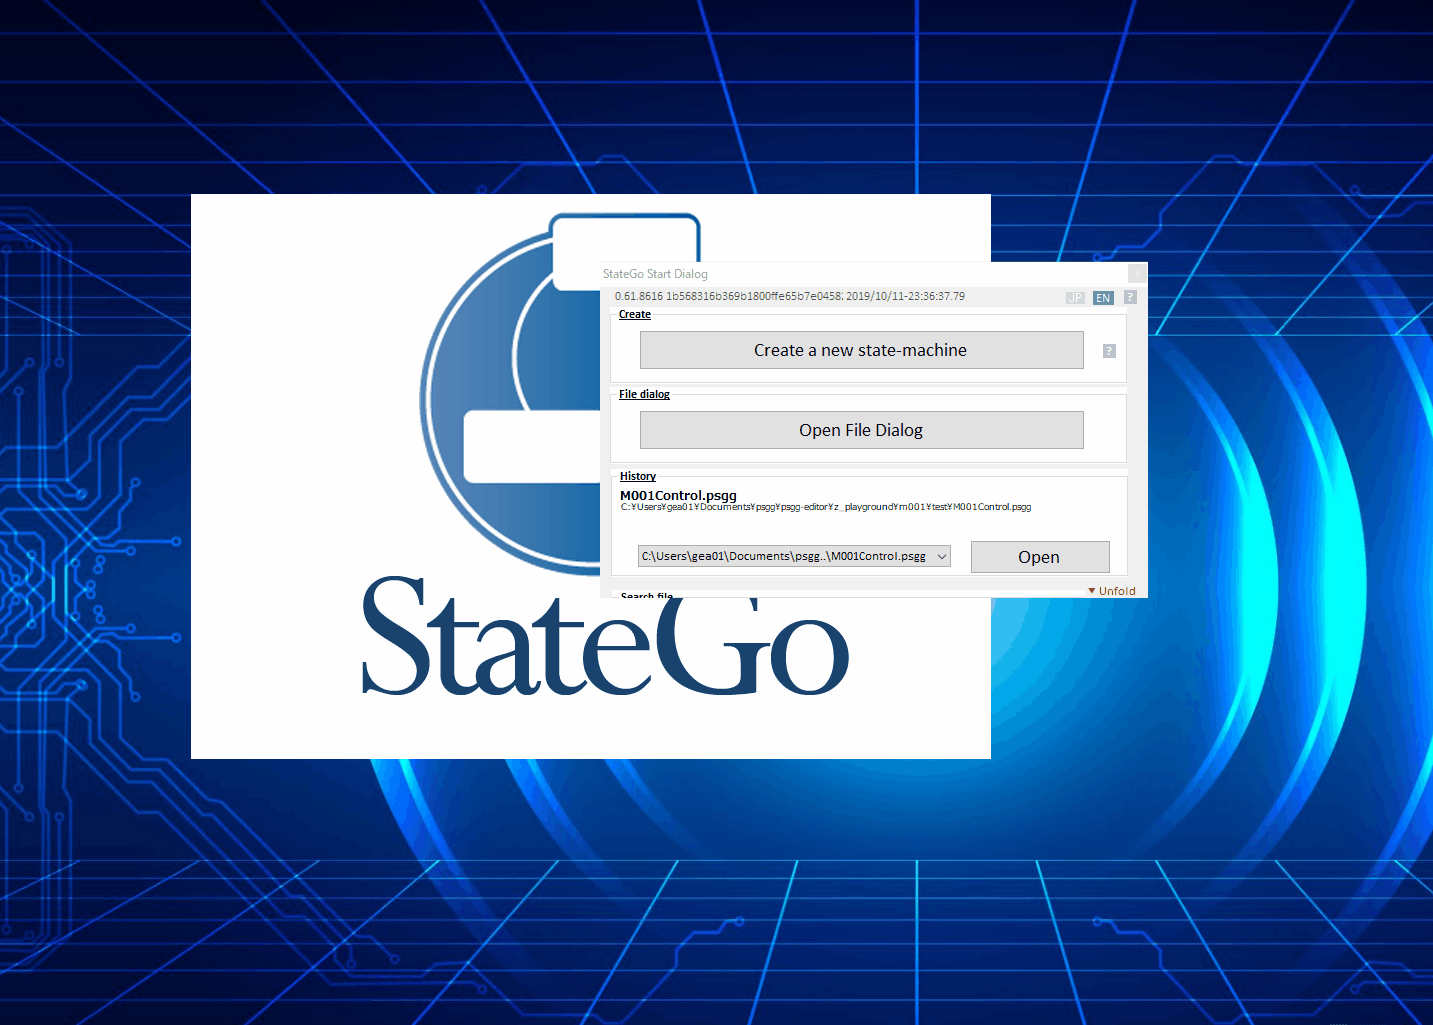 StateGo Start Dialog
x
0.61.8616 1b568316b369b1800ffe65b7e0458 2019/10/11-23:36:37.79
JP EN ?
Create
Create a new state-machine
?
File dialog
Open File Dialog
History
M001Control.psgg
C:¥Users¥gea01¥Documents¥psgg¥psgg-editor¥z_playground¥m001¥test¥M001Control.psgg
C:\Users\gea01\Documents\psgg..\M001Control.psgg
Open
▼ Unfold
Search file
StateGo